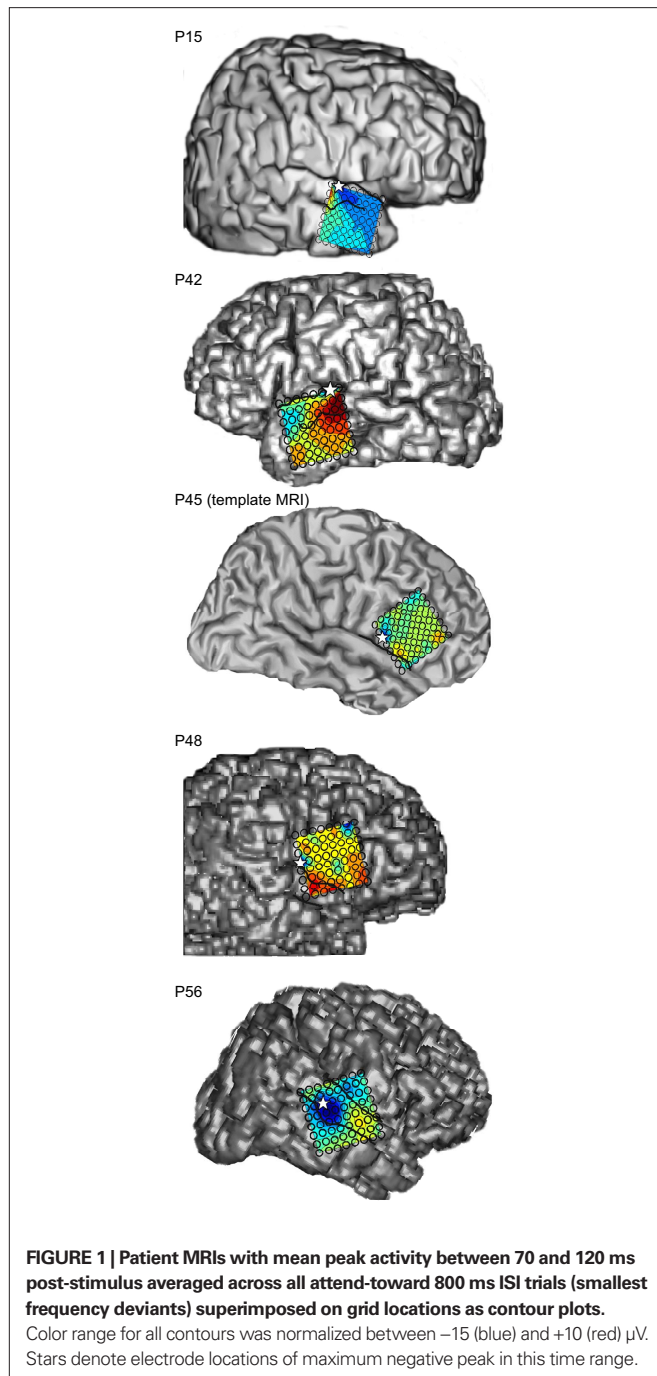 P15
P42
P45 (template MRI)
P48
P56
FIGURE 1 | Patient MRIs with mean peak activity between 70 and 120 ms
post-stimulus averaged across all attend-toward 800 ms ISI trials (smallest
frequency deviants) superimposed on grid locations as contour plots.
Color range for all contours was normalized between –15 (blue) and +10 (red) μV.
Stars denote electrode locations of maximum negative peak in this time range.